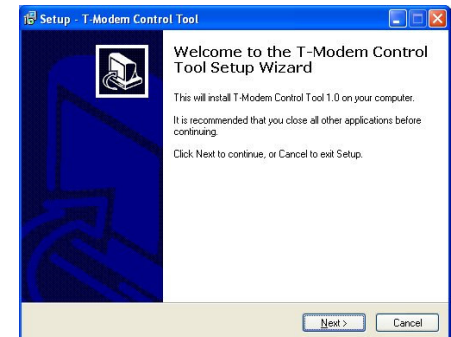 Setup - T-Modem Control Tool
Welcome to the T-Modem Control
Tool Setup Wizard
This will install T-Modem Control Tool 1.0 on your computer.
It is recommended that you close all other applications before
continuing.
Click Next to continue, or Cancel to exit Setup.
Next >
Cancel